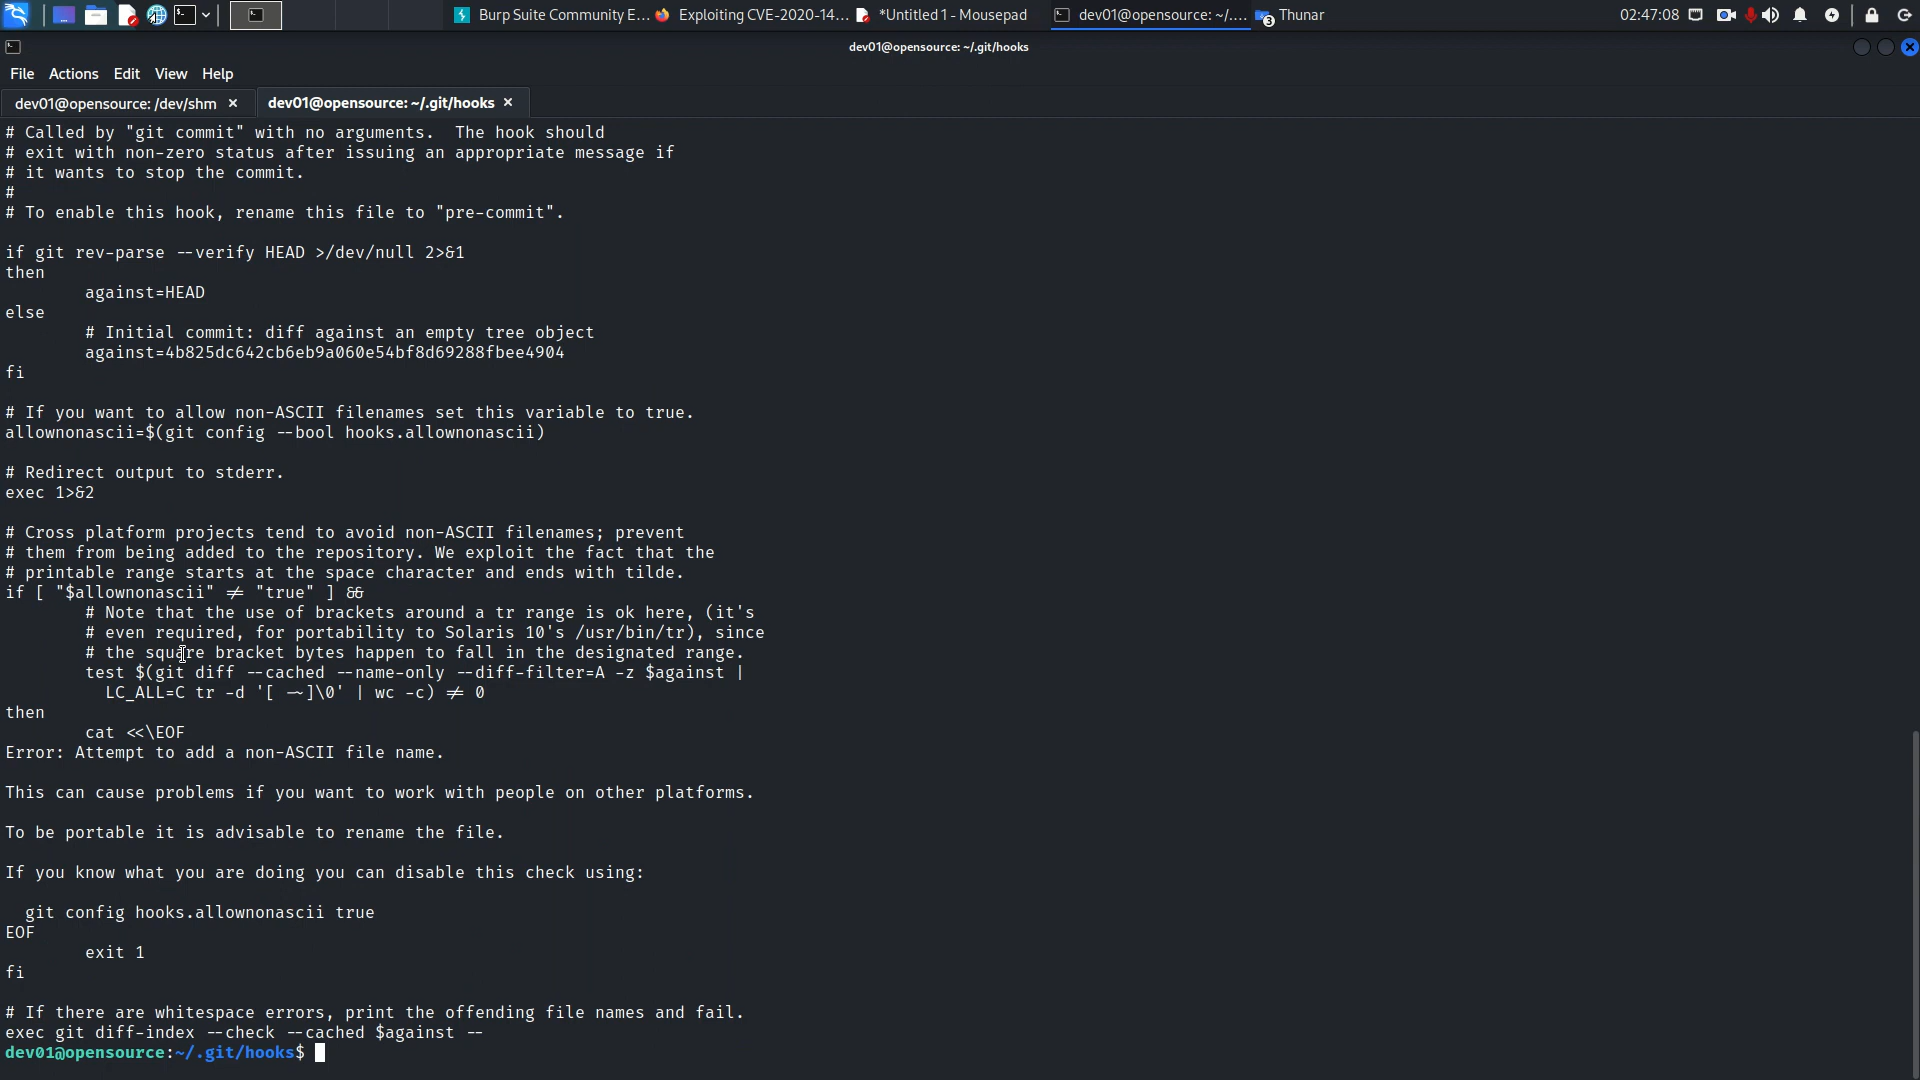 Burp Suite Community E...
Exploiting CVE-2020-14...
*Untitled 1 - Mousepad
dev01@opensource: ~/....
3
Thunar
02:47:08
dev01@opensource: ~/.git/hooks
File Actions Edit View Help
dev01@opensource: /dev/shm ×
dev01@opensource: ~/.git/hooks ×
# Called by "git commit" with no arguments.  The hook should
# exit with non-zero status after issuing an appropriate message if
# it wants to stop the commit.
#
# To enable this hook, rename this file to "pre-commit".
if git rev-parse --verify HEAD >/dev/null 2>&1
then
        against=HEAD
else
        # Initial commit: diff against an empty tree object
        against=4b825dc642cb6eb9a060e54bf8d69288fbee4904
fi
# If you want to allow non-ASCII filenames set this variable to true.
allownonascii=$(git config --bool hooks.allownonascii)
# Redirect output to stderr.
exec 1>&2
# Cross platform projects tend to avoid non-ASCII filenames; prevent
# them from being added to the repository. We exploit the fact that the
# printable range starts at the space character and ends with tilde.
if [ "$allownonascii" != "true" ] &&
        # Note that the use of brackets around a tr range is ok here, (it's
        # even required, for portability to Solaris 10's /usr/bin/tr), since
        # the square bracket bytes happen to fall in the designated range.
        test $(git diff --cached --name-only --diff-filter=A -z $against |
          LC_ALL=C tr -d '[ -~]\0' | wc -c) != 0
then
        cat <<\EOF
Error: Attempt to add a non-ASCII file name.
This can cause problems if you want to work with people on other platforms.
To be portable it is advisable to rename the file.
If you know what you are doing you can disable this check using:
  git config hooks.allownonascii true
EOF
        exit 1
fi
# If there are whitespace errors, print the offending file names and fail.
exec git diff-index --check --cached $against --
dev01@opensource:~/.git/hooks$